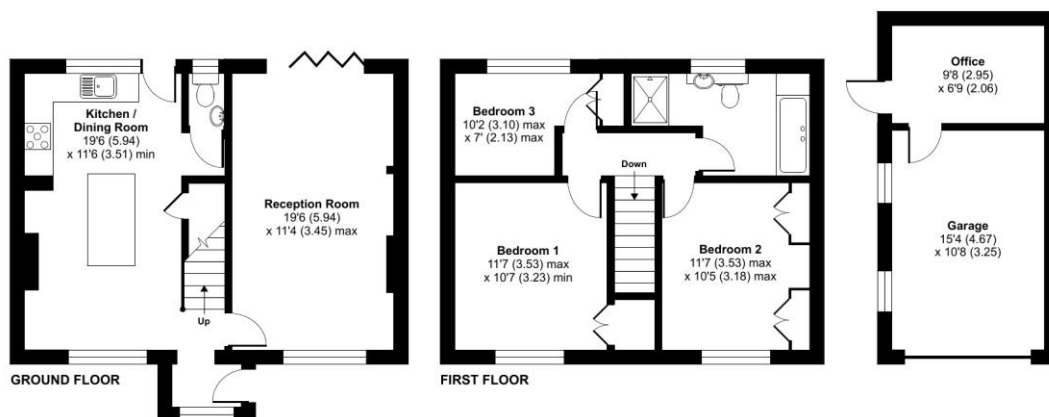 Kitchen /
Dining Room
19'6 (5.94)
x 11'6 (3.51) min
Reception Room
19'6 (5.94)
x 11'4 (3.45) max
Up
GROUND FLOOR
Bedroom 3
10'2 (3.10) max
x 7' (2.13) max
Down
Bedroom 1
11'7 (3.53) max
x 10'7 (3.23) min
Bedroom 2
11'7 (3.53) max
x 10'5 (3.18) max
FIRST FLOOR
Office
9'8 (2.95)
x 6'9 (2.06)
Garage
15'4 (4.67)
x 10'8 (3.25)